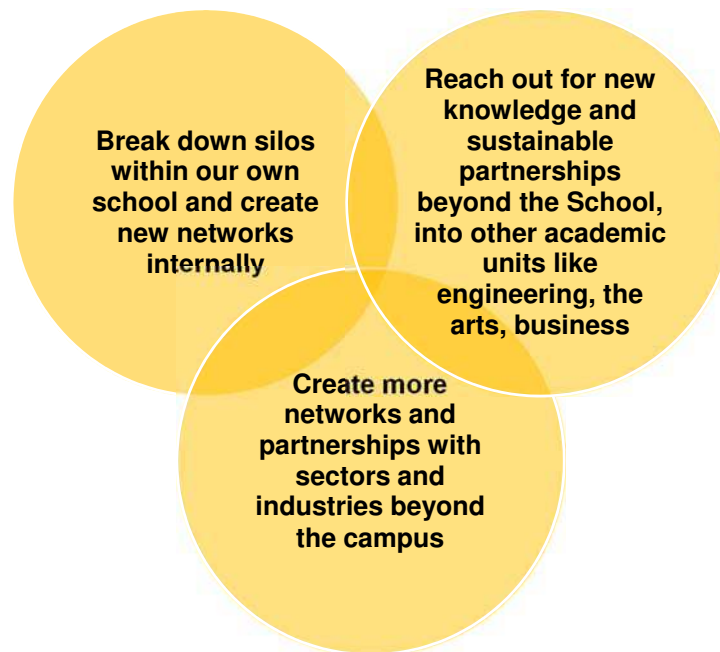 Break down silos
within our own
school and create
new networks
internally
Reach out for new
knowledge and
sustainable
partnerships
beyond the School,
into other academic
units like
engineering, the
arts, business
Create more
networks and
partnerships with
sectors and
industries beyond
the campus